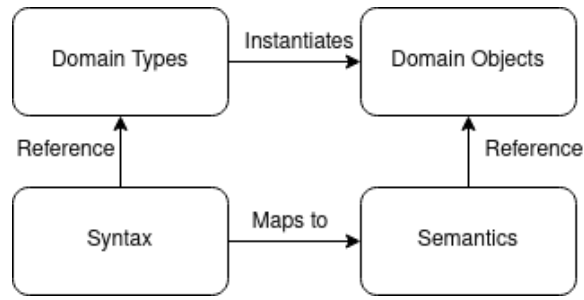 Domain Types
Instantiates
Domain Objects
Reference
Reference
Syntax
Maps to
Semantics